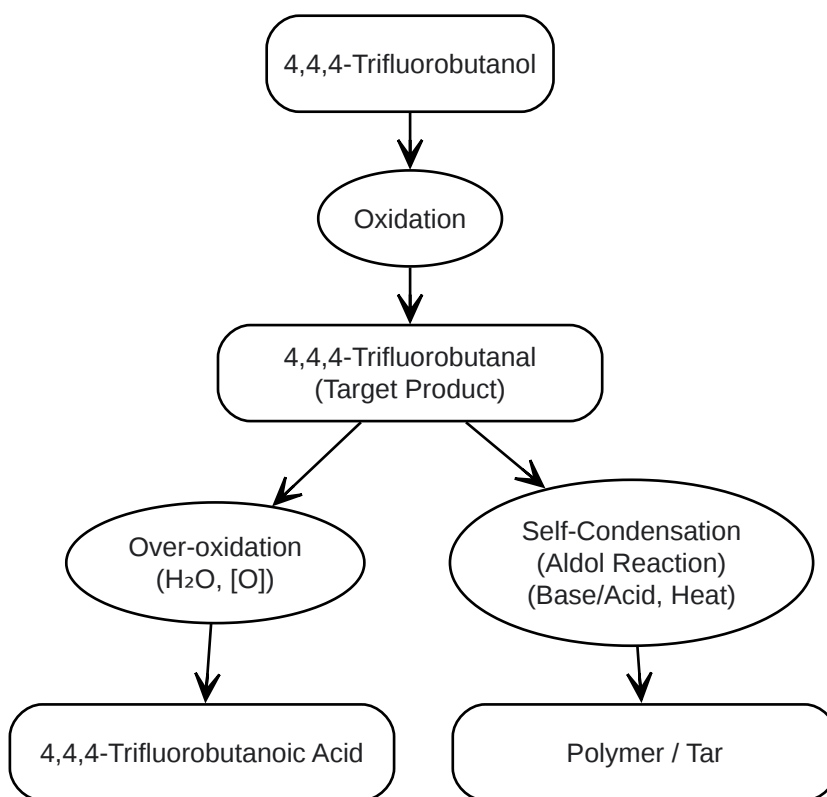 4,4,4-Trifluorobutanol
Oxidation
4,4,4-Trifluorobutanal
(Target Product)
Over-oxidation
(H₂O, [O])
Self-Condensation
(Aldol Reaction)
(Base/Acid, Heat)
4,4,4-Trifluorobutanoic Acid
Polymer / Tar